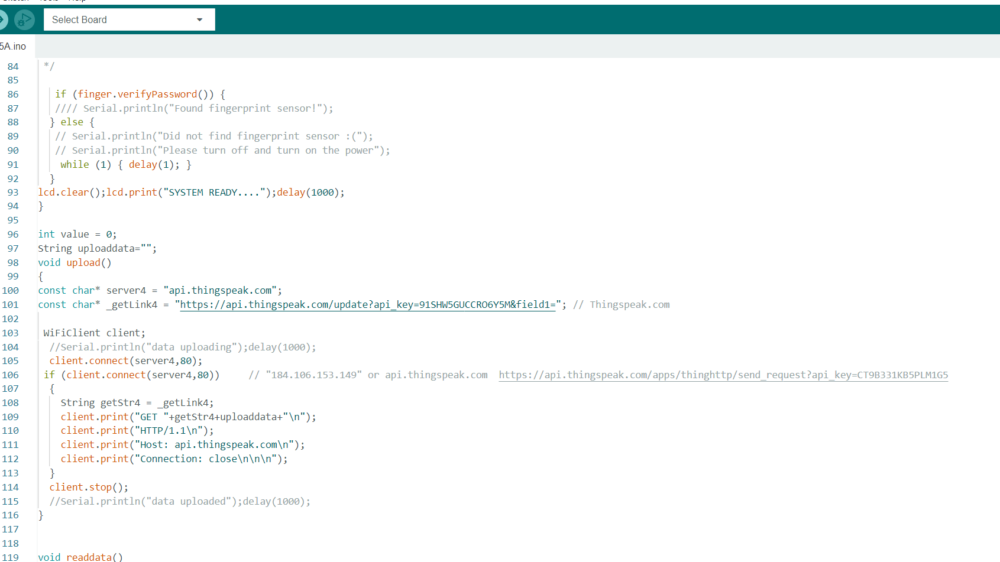 Sketch Tools Help
Select Board
5A.ino
84 */
85
86 if (finger.verifyPassword()) {
87 //// Serial.println("Found fingerprint sensor!");
88 } else {
89 // Serial.println("Did not find fingerprint sensor :(");
90 // Serial.println("Please turn off and turn on the power");
91 while (1) { delay(1); }
92 }
93 lcd.clear();lcd.print("SYSTEM READY....");delay(1000);
94 }
95
96 int value = 0;
97 String uploaddata="";
98 void upload()
99 {
100 const char* server4 = "api.thingspeak.com";
101 const char* _getLink4 = "https://api.thingspeak.com/update?api_key=91SHW5GUCCRO6Y5M&field1="; // Thingspeak.com
102
103 WiFiClient client;
104 //Serial.println("data uploading");delay(1000);
105 client.connect(server4,80);
106 if (client.connect(server4,80)) // "184.106.153.149" or api.thingspeak.com https://api.thingspeak.com/apps/thinghttp/send_request?api_key=CT9B331KB5PLM1G5
107 {
108 String getStr4 = _getLink4;
109 client.print("GET "+getStr4+uploaddata+"\n");
110 client.print("HTTP/1.1\n");
111 client.print("Host: api.thingspeak.com\n");
112 client.print("Connection: close\n\n\n");
113 }
114 client.stop();
115 //Serial.println("data uploaded");delay(1000);
116 }
117
118
119 void readdata()